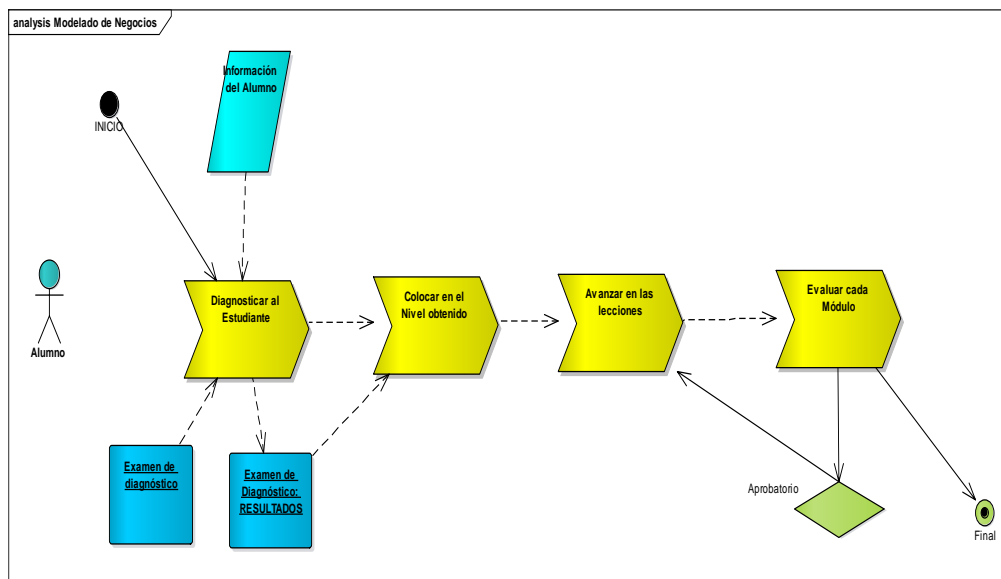 analysis Modelado de Negocios
Información
del Alumno
INICIO
Alumno
Diagnosticar al
Estudiante
Colocar en el
Nivel obtenido
Avanzar en las
lecciones
Evaluar cada
Módulo
Examen de
diagnóstico
Examen de
Diagnóstico:
RESULTADOS
Aprobatorio
Final